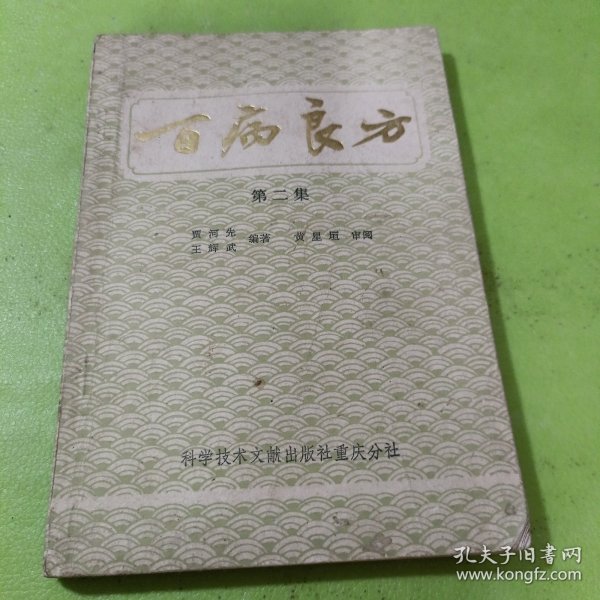 百病良方
第二集
贾河先
王辉武 编著 黄星垣 审阅
科学技术文献出版社重庆分社
孔夫子旧书网
www.kongfz.com